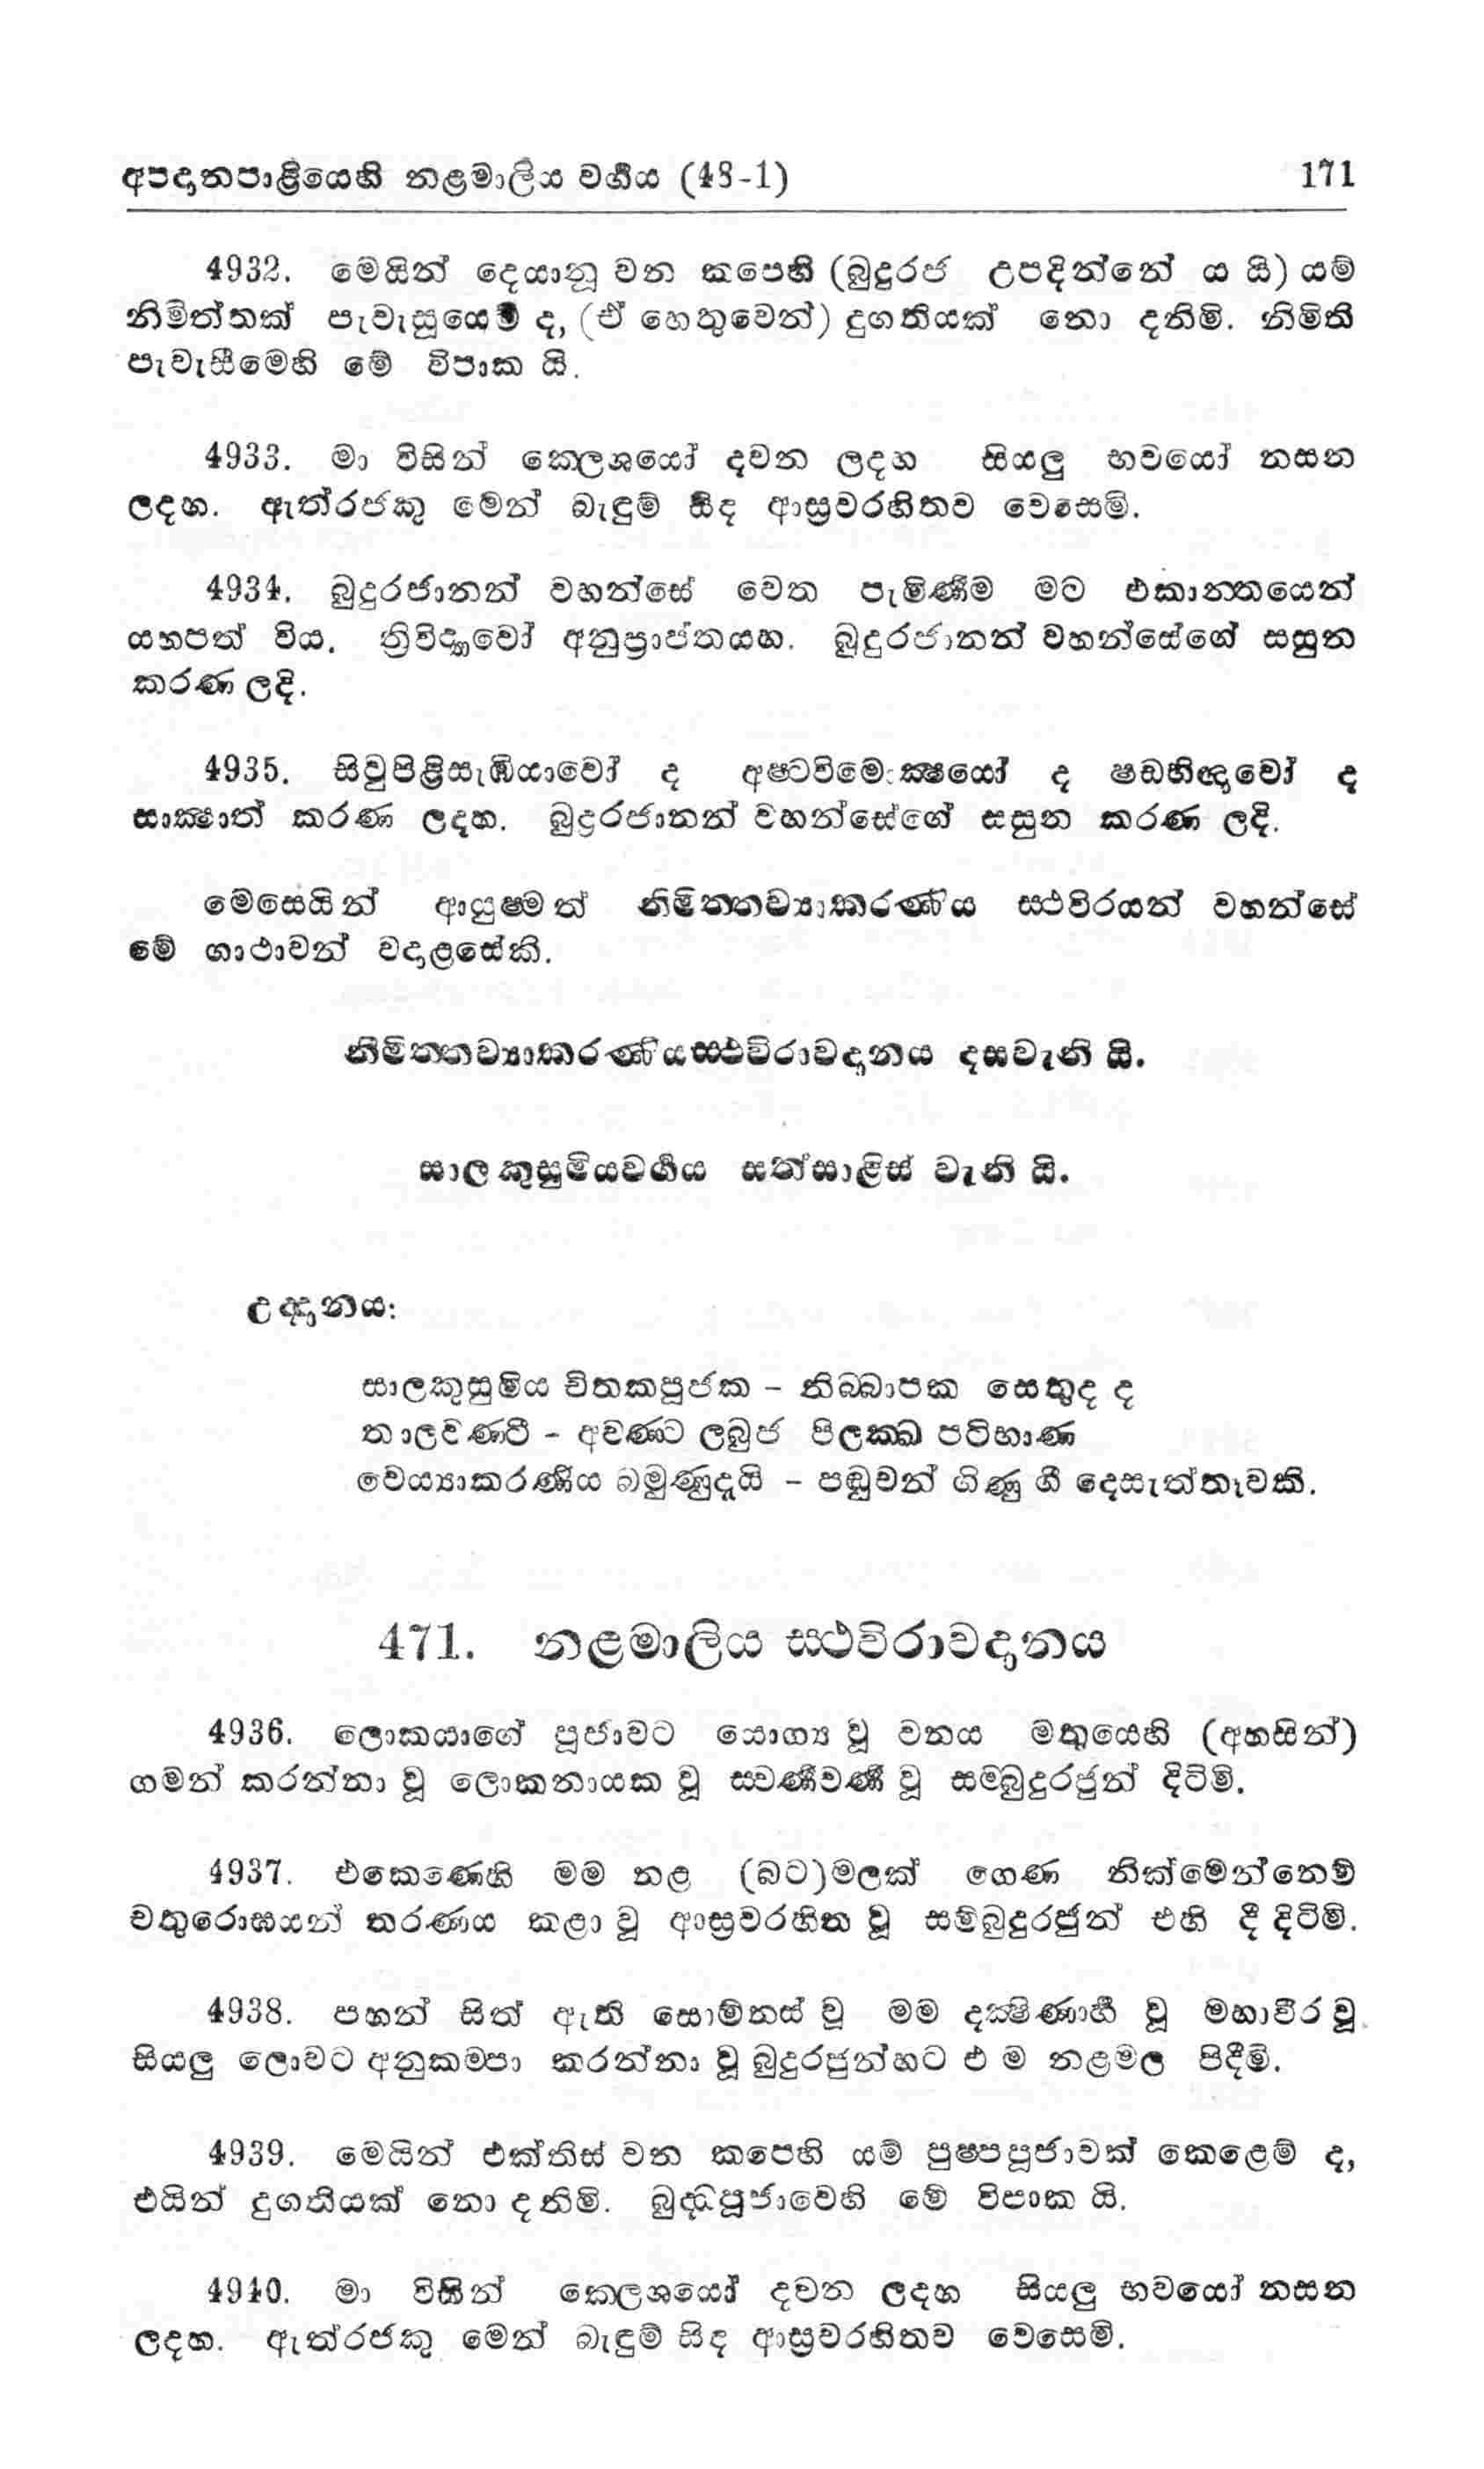 අපදානපාළියෙහි නළමාලිය වර්‍ගය (48-1) 171
4932. මෙයින් දෙයානූ වන කපෙහි (බුදුරජ උපදින්නේ ය යි) යම්
නිමිත්තක් පැවැසූයෙම් ද, (ඒ හෙතුවෙන්) දුගතියක් නො දනිමි. නිමිති
පැවැසීමෙහි මේ විපාක යි.
4933. මා විසින් කෙලශයෝ දවන ලදහ සියලු භවයෝ නසන
ලදහ. ඇත්රජකු මෙන් බැඳුම් සිඳ ආස්‍රවරහිතව වෙසෙමි.
4934. බුදුරජානන් වහන්සේ වෙත පැමිණීම මට එකාන්තයෙන්
යහපත් විය. ත්‍රිවිද්‍යාවෝ අනුප්‍රාප්තයහ. බුදුරජානන් වහන්සේගේ සසුන
කරණ ලදි.
4935. සිවුපිළිසැඹියාවෝ ද අෂ්ටවිමොක්‍ෂයෝ ද ෂඩභිඥාවෝ ද
සාක්‍ෂාත් කරණ ලදහ. බුදුරජානන් වහන්සේගේ සසුන කරණ ලදි.
මෙසෙයින් ආයුෂ්මත් නිමිත්තව්‍යාකරණීය ස්ථවිරයන් වහන්සේ
මේ ගාථාවන් වදාළසේකි.
නිමිත්තව්‍යාකරණීයස්ථවිරාවදානය දසවැනි යි.
සාලකුසුමියවර්‍ගය සත්සාළිස් වැනි යි.
උද්‍දානය:
සාලකුසුමිය චිතකපූජක - නිබ්බාපක සෙතුද ද
තාලවණ්ටී - අවණ්ට ලබුජ පිලක්ඛ පටිභාණ
වෙය්‍යාකරණීය බමුණුදැයි - පඬුවන් ගිණු ගී දෙසැත්තෑවකි.
471. නළමාලිය ස්ථවිරාවදානය
4936. ලොකයාගේ පූජාවට යොග්‍ය වූ වනය මතුයෙහි (අහසින්)
ගමන් කරන්නා වූ ලොකනායක වූ ස්වර්‍ණවර්‍ණ වූ සම්බුදුරජුන් දිටිමි.
4937. එකෙණෙහි මම නළ (බට)මලක් ගෙණ නික්මෙන්නෙම්
චතුරොඝයන් තරණය කළා වූ ආස්‍රවරහිත වූ සම්බුදුරජුන් එහි දී දිටිමි.
4938. පහන් සිත් ඇති සොම්නස් වූ මම දක්‍ෂිණාර්‍හ වූ මහාවීර වූ
සියලු ලොවට අනුකම්පා කරන්නා වූ බුදුරජුන්හට එ ම නළමල පිදීමි.
4939. මෙයින් එක්තිස් වන කපෙහි යම් පුෂ්පපූජාවක් කෙළෙම් ද,
එයින් දුගතියක් නො දනිමි. බුද්ධපූජාවෙහි මේ විපාක යි.
4940. මා විසින් කෙලශයෝ දවන ලදහ සියලු භවයෝ නසන
ලදහ. ඇත්රජකු මෙන් බැඳුම් සිඳ ආස්‍රවරහිතව වෙසෙමි.